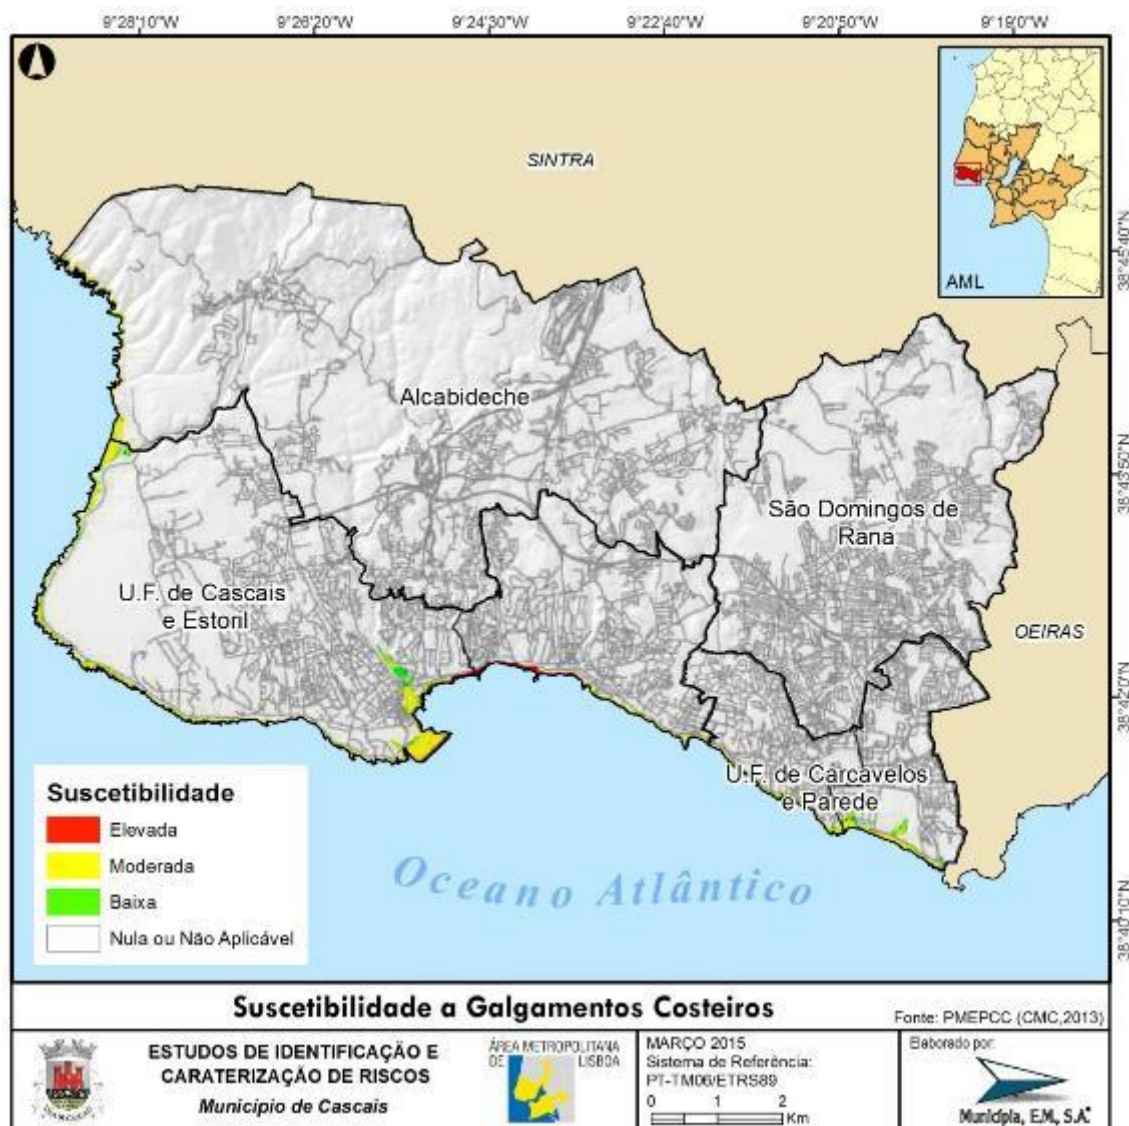 9°28'10"W 9°26'20"W 9°24'30"W 9°22'40"W 9°20'50"W 9°19'0"W
SINTRA
AML
38°45'40"N
Alcabideche
38°43'50"N
São Domingos de
Rana
U.F. de Cascais
e Estoril
OEIRAS
38°42'0"N
U.F. de Carcavelos
e Parede
Suscetibilidade
Elevada
Moderada
Baixa
Nula ou Não Aplicável
Oceano Atlântico
38°40'10"N
Suscetibilidade a Galgamentos Costeiros
Fonte: PMEPCC (CMC,2013)
ESTUDOS DE IDENTIFICAÇÃO E
CARATERIZAÇÃO DE RISCOS
Município de Cascais
ÁREA METROPOLITANA
DE LISBOA
MARÇO 2015
Sistema de Referência:
PT-TM06/ETRS89
0 1 2
Km
Elaborado por:
Municípia, E.M., S.A.